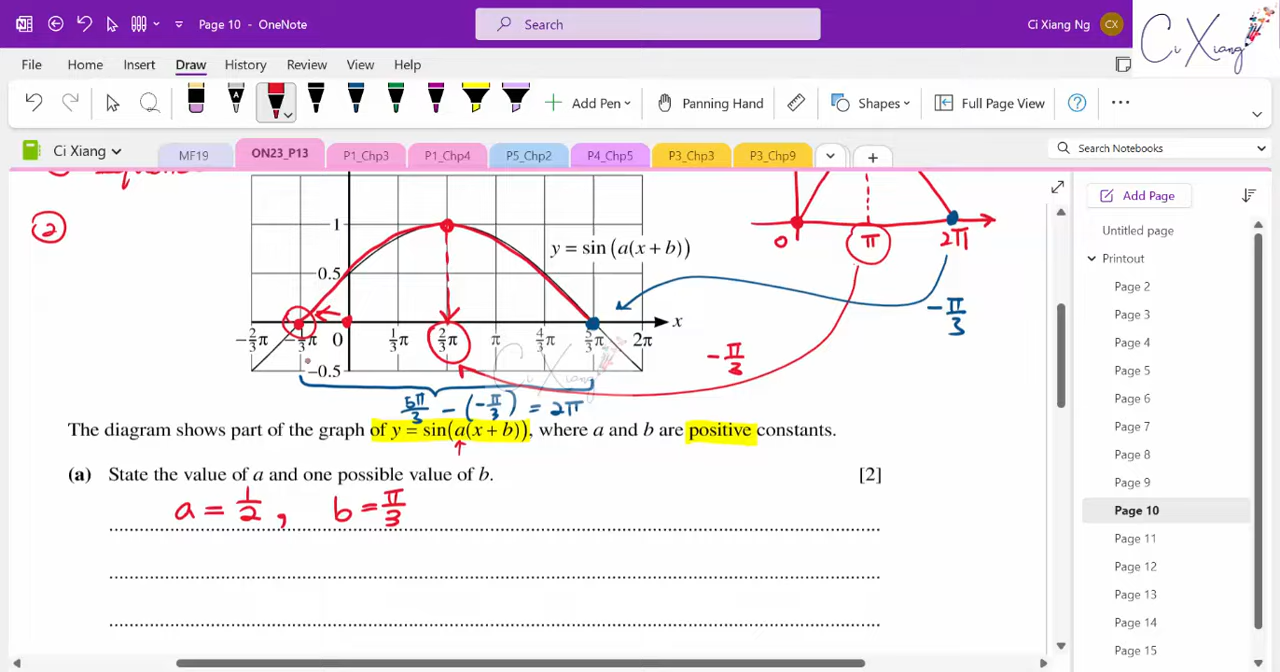 Page 10 - OneNote
Search
Ci Xiang Ng
CX
Ci Xiang
File Home Insert Draw History Review View Help
Add Pen Panning Hand Shapes Full Page View
Ci Xiang
MF19 ON23_P13 P1_Chp3 P1_Chp4 P5_Chp2 P4_Chp5 P3_Chp3 P3_Chp9
Search Notebooks
Add Page
Untitled page
Printout
Page 2
Page 3
Page 4
Page 5
Page 6
Page 7
Page 8
Page 9
Page 10
Page 11
Page 12
Page 13
Page 14
Page 15
②
1
0.5
−0.5
y = sin (a(x + b))
x
−⅔π −⅓π 0 ⅓π ⅔π π 4/3π 5/3π 2π
0 π 2π
−π/3
−π/3
Ci Xiang
5π/3 − (−π/3) = 2π
The diagram shows part of the graph of y = sin(a(x + b)), where a and b are positive constants.
(a) State the value of a and one possible value of b. [2]
a = 1/2 , b = π/3